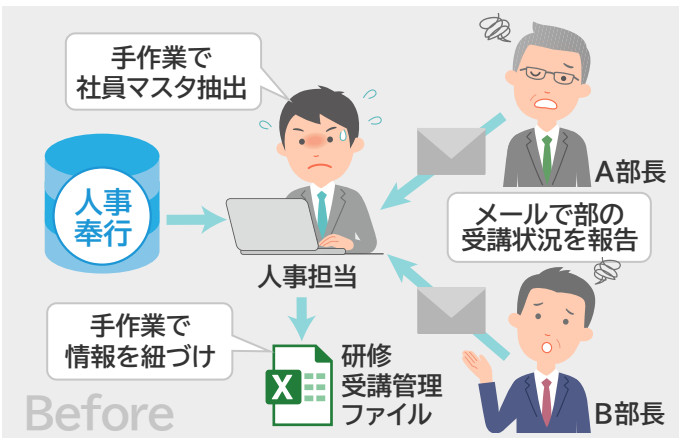 手作業で
社員マスタ抽出
人事
奉行
人事担当
A部長
メールで部の
受講状況を報告
手作業で
情報を紐づけ
X
研修
受講管理
ファイル
B部長
Before